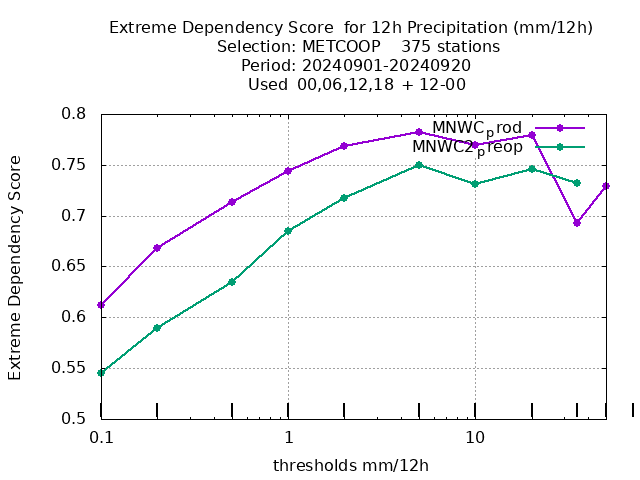 Extreme Dependency Score  for 12h Precipitation (mm/12h)
Selection: METCOOP    375 stations
Period: 20240901-20240920
Used  00,06,12,18 + 12-00
MNWCprod
MNWC2preop
0.8
0.75
0.7
0.65
0.6
0.55
0.5
Extreme Dependency Score
0.1
1
10
thresholds mm/12h